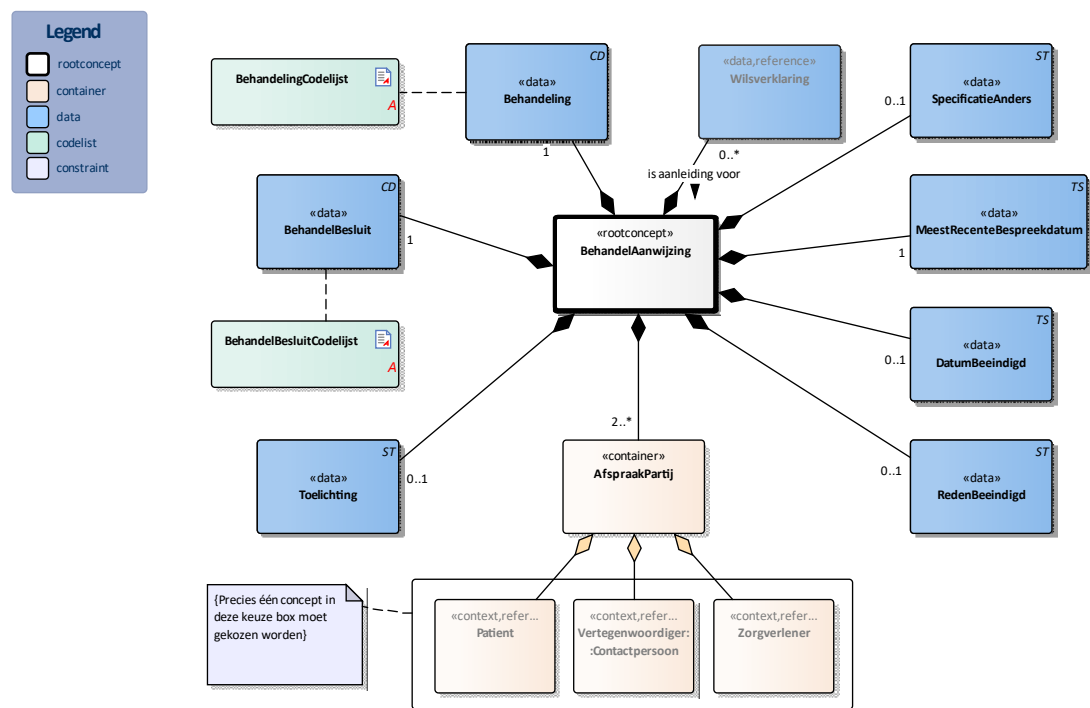 Legend
rootconcept
container
data
codelist
constraint
BehandelingCodelijst
A
CD
«data»
Behandeling
1
«data,reference»
Wilsverklaring
0..*
is aanleiding voor
ST
«data»
SpecificatieAnders
0..1
CD
«data»
BehandelBesluit
1
«rootconcept»
BehandelAanwijzing
TS
«data»
MeestRecenteBespreekdatum
1
BehandelBesluitCodelijst
A
TS
«data»
DatumBeeindigd
0..1
ST
«data»
Toelichting
0..1
2..*
«container»
AfspraakPartij
ST
«data»
RedenBeeindigd
0..1
{Precies één concept in
deze keuze box moet
gekozen worden}
«context,refer...
Patient
«context,refer...
Vertegenwoordiger:
:Contactpersoon
«context,refer...
Zorgverlener